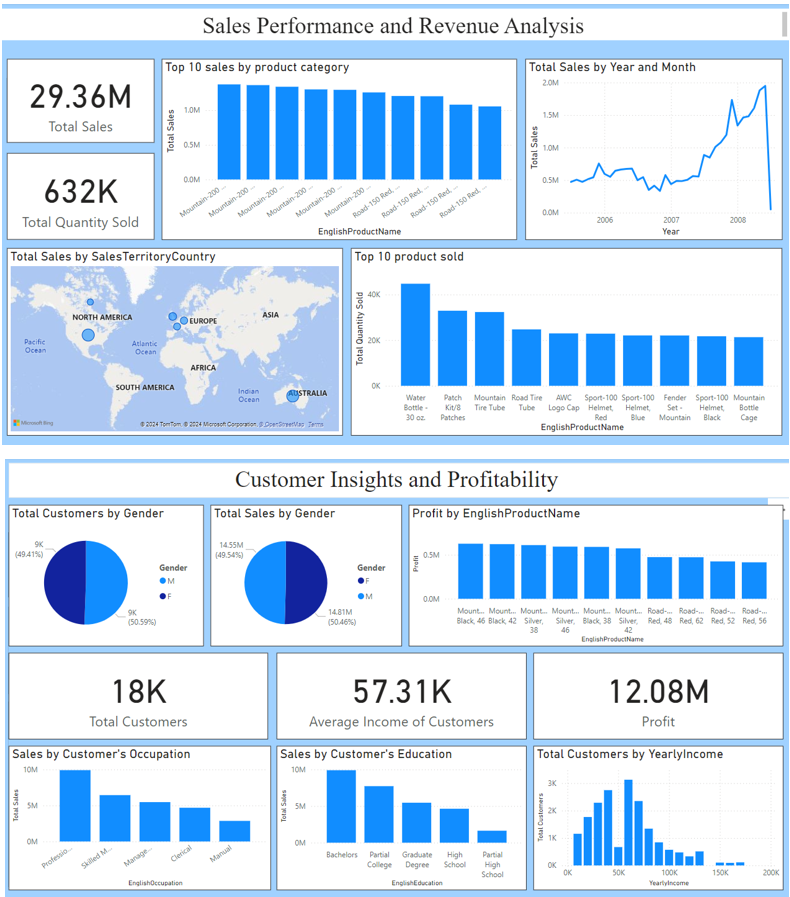 Sales Performance and Revenue Analysis
29.36M
Total Sales
632K
Total Quantity Sold
Top 10 sales by product category
Total Sales
1.0M
0.5M
0.0M
Mountain-200 ...
Mountain-200 ...
Mountain-200 ...
Mountain-200 ...
Mountain-200 ...
Mountain-200 ...
Road-150 Red, ...
Road-150 Red, ...
Road-150 Red, ...
Road-150 Red, ...
EnglishProductName
Total Sales by Year and Month
Total Sales
2.0M
1.5M
1.0M
0.5M
0.0M
2006 2007 2008
Year
Total Sales by SalesTerritoryCountry
NORTH AMERICA
EUROPE
ASIA
Pacific
Ocean
Atlantic
Ocean
AFRICA
SOUTH AMERICA
Indian
Ocean
AUSTRALIA
Microsoft Bing
© 2024 TomTom, © 2024 Microsoft Corporation, © OpenStreetMap, Terms
Top 10 product sold
Total Quantity Sold
40K
20K
0K
Water Bottle - 30 oz.
Patch Kit/8 Patches
Mountain Tire Tube
Road Tire Tube
AWC Logo Cap
Sport-100 Helmet, Red
Sport-100 Helmet, Blue
Fender Set - Mountain
Sport-100 Helmet, Black
Mountain Bottle Cage
EnglishProductName
Customer Insights and Profitability
Total Customers by Gender
9K
(49.41%)
9K
(50.59%)
Gender
M
F
Total Sales by Gender
14.55M
(49.54%)
14.81M
(50.46%)
Gender
F
M
Profit by EnglishProductName
Profit
0.5M
0.0M
Mount... Black, 46
Mount... Black, 42
Mount... Silver, 38
Mount... Silver, 46
Mount... Black, 38
Mount... Silver, 42
Road-... Red, 48
Road-... Red, 62
Road-... Red, 52
Road-... Red, 56
EnglishProductName
18K
Total Customers
57.31K
Average Income of Customers
12.08M
Profit
Sales by Customer's Occupation
Total Sales
10M
5M
0M
Professio...
Skilled M...
Manage...
Clerical
Manual
EnglishOccupation
Sales by Customer's Education
Total Sales
10M
5M
0M
Bachelors
Partial College
Graduate Degree
High School
Partial High School
EnglishEducation
Total Customers by YearlyIncome
Total Customers
3K
2K
1K
0K
0K 50K 100K 150K 200K
YearlyIncome